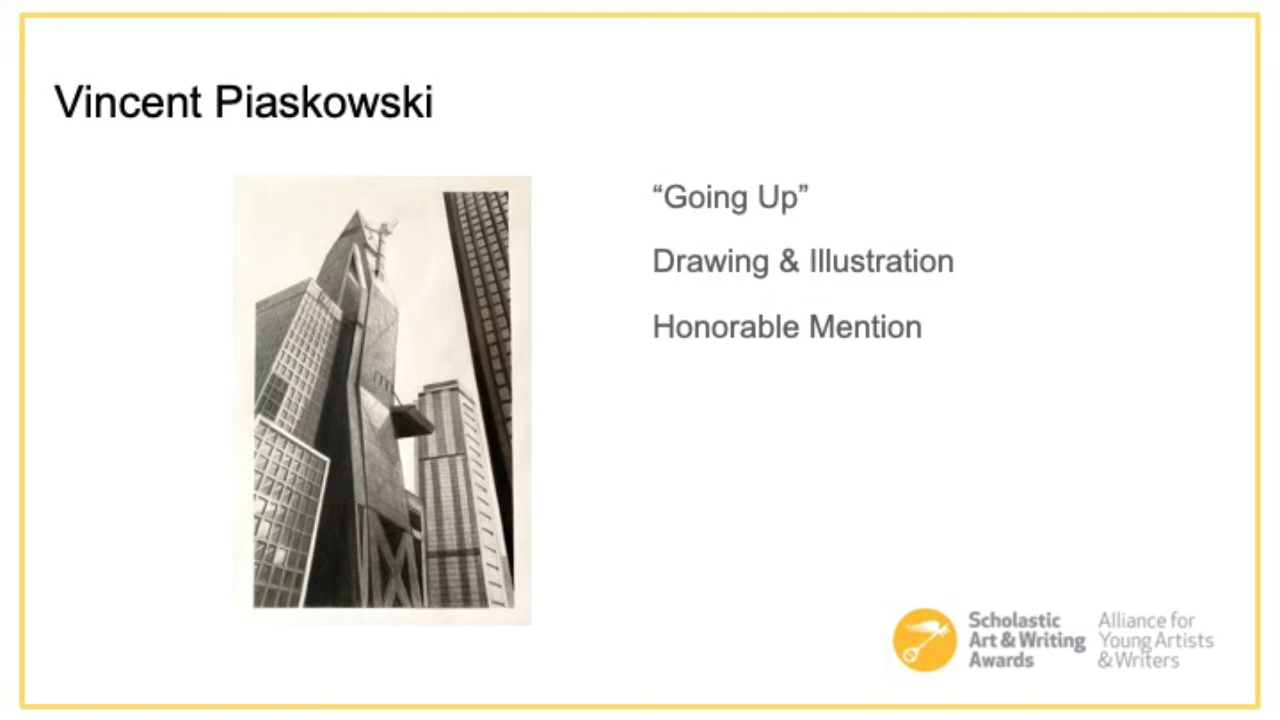 Vincent Piaskowski
“Going Up”
Drawing & Illustration
Honorable Mention
Scholastic
Art & Writing
Awards
Alliance for
Young Artists
& Writers